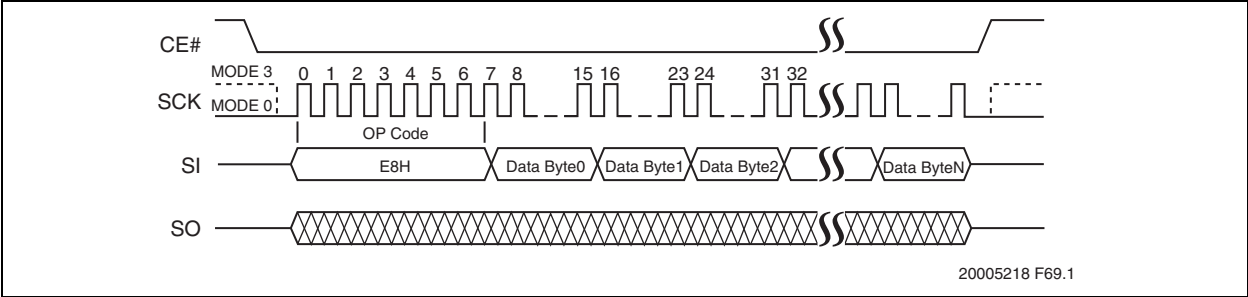 CE#
MODE 3 0 1 2 3 4 5 6 7 8 15 16 23 24 31 32
SCK MODE 0
OP Code
SI E8H Data Byte0 Data Byte1 Data Byte2 Data ByteN
SO
20005218 F69.1